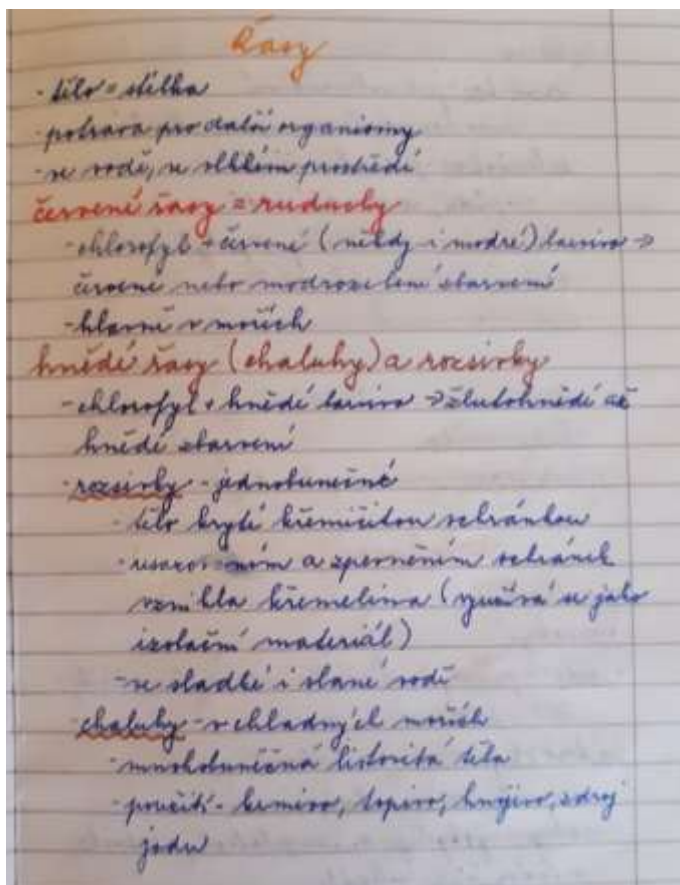 Řasy
- tělo = stélka
- potrava pro další organismy
- ve vodě, ve vlhkém prostředí
červené řasy = ruduchy
- chlorofyl + červené (někdy i modré) barvivo →
červené nebo modrozelené zbarvení
- hlavně v mořích
hnědé řasy (chaluhy) a rozsivky
- chlorofyl + hnědé barvivo → žlutohnědé až
hnědé zbarvení
- rozsivky - jednobuněčné
- tělo kryté křemičitou schránkou
- a zpevněním schránek
vznikla křemelina (využívá se jako
izolační materiál)
- ve sladké i slané vodě
- chaluhy - v chladných mořích
- mnohobuněčná listovitá těla
- použití - krmivo, topivo, hnojivo, zdroj
jodu